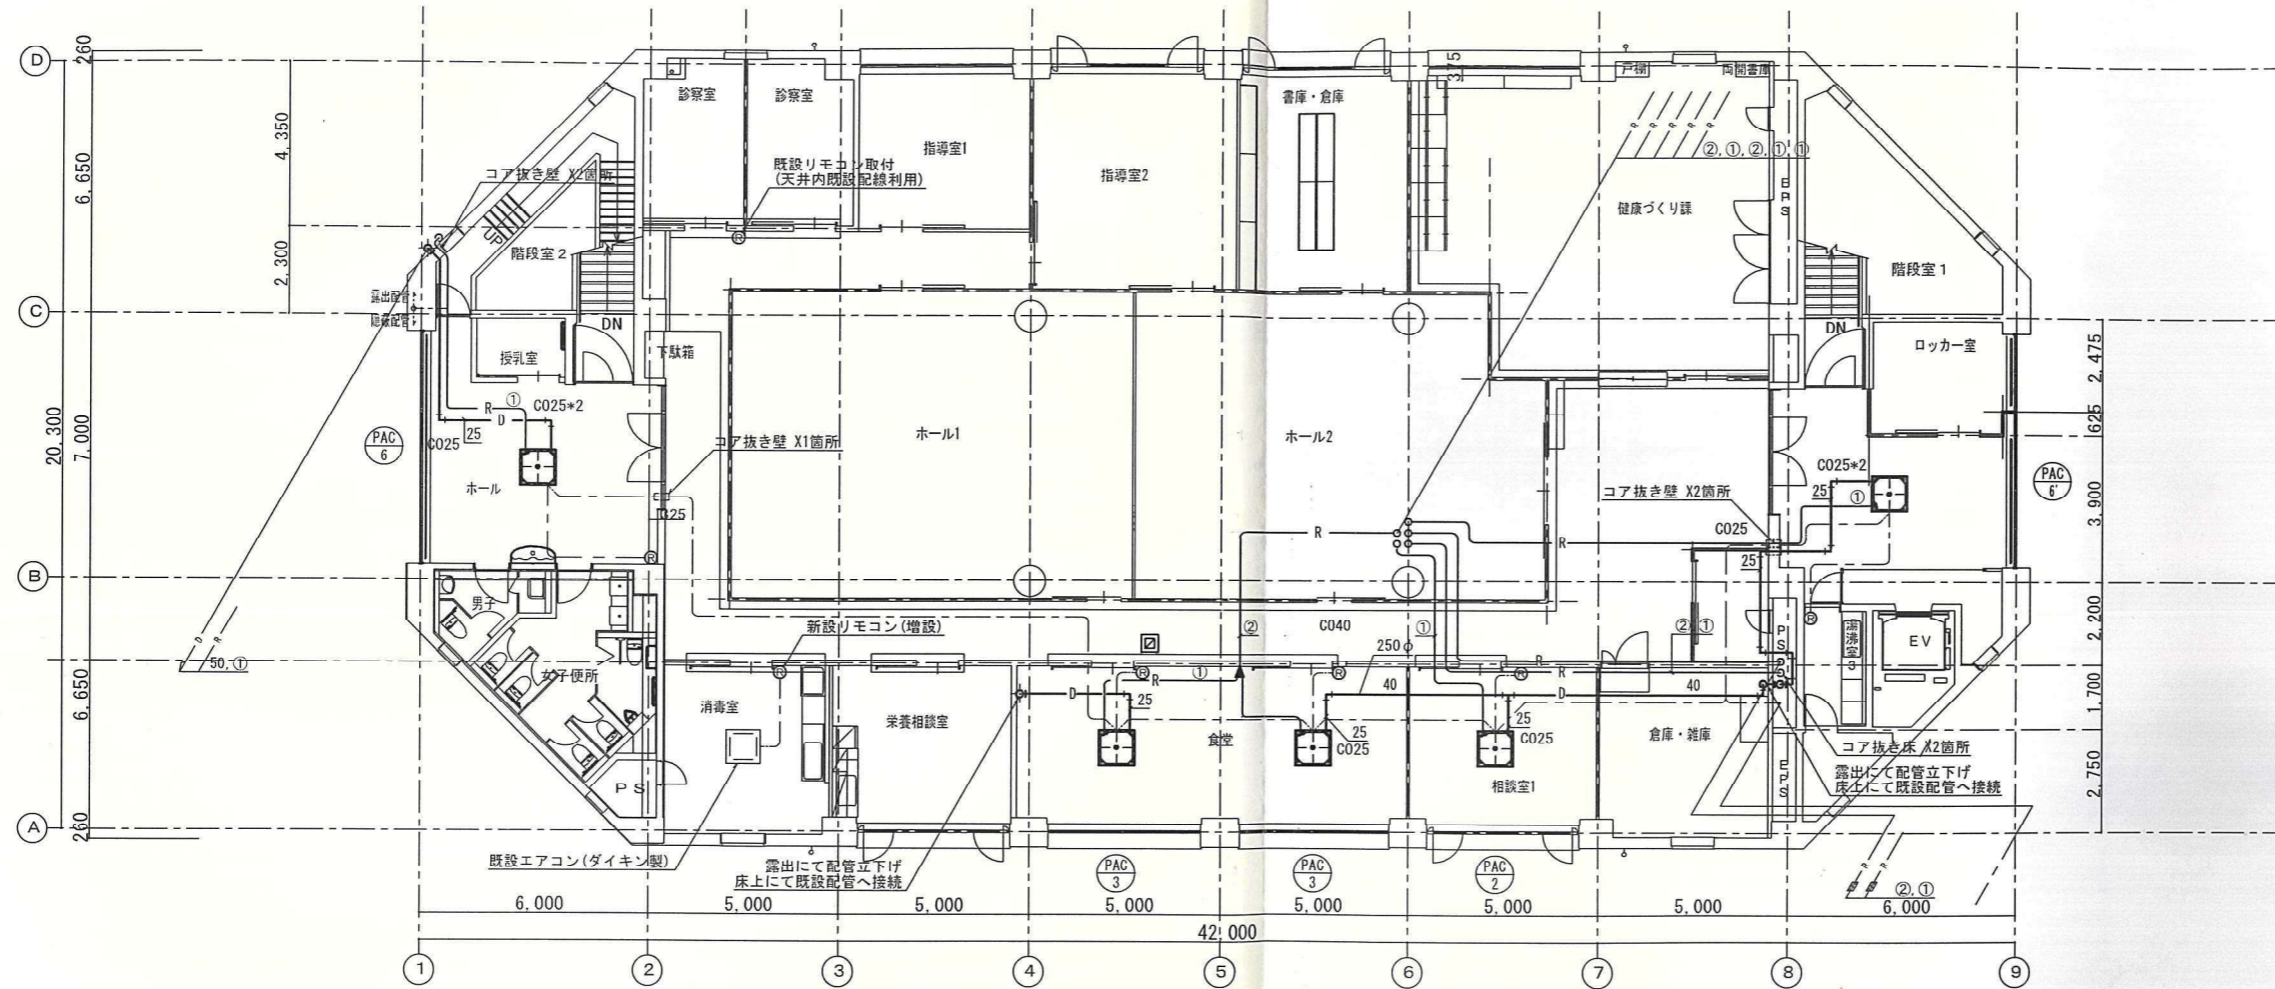 D
260
診察室
診察室
書庫・倉庫
375
戸棚
両開書庫
4,350
6,650
コア抜き壁 X2箇所
既設リモコン取付
(天井内既設配線利用)
指導室1
指導室2
②,①,②,①,①
EPS
UP
階段室2
健康づくり課
2,300
階段室1
露出配管
隠蔽配管
C
DN
DN
授乳室
下駄箱
ロッカー室
2,475
R ① CO25*2
D
CO25
25
PAC
6
20,300
7,000
コア抜き壁 X1箇所
ホール1
ホール2
625
CO25*2
PAC
6'
ホール
コア抜き壁 X2箇所
25
①
3,900
CO25
R
R
R
25
B
男子
新設リモコン(増設)
②
CO40
①
②,①
PS
R
湯沸室3
EV
2,200
50,①
D
R
250φ
女子便所
R
①
R
D
25
40
D
40
6,650
消毒室
栄養相談室
食堂
25
CO25
25
CO25
倉庫・雑庫
1,700
相談室1
コア抜き床 X2箇所
PS
EPS
露出にて配管立下げ
床上にて既設配管へ接続
2,750
A
260
既設エアコン(ダイキン製)
露出にて配管立下げ
床上にて既設配管へ接続
PAC
3
PAC
3
PAC
2
②,①
6,000
5,000
5,000
5,000
5,000
5,000
5,000
6,000
42,000
1
2
3
4
5
6
7
8
9